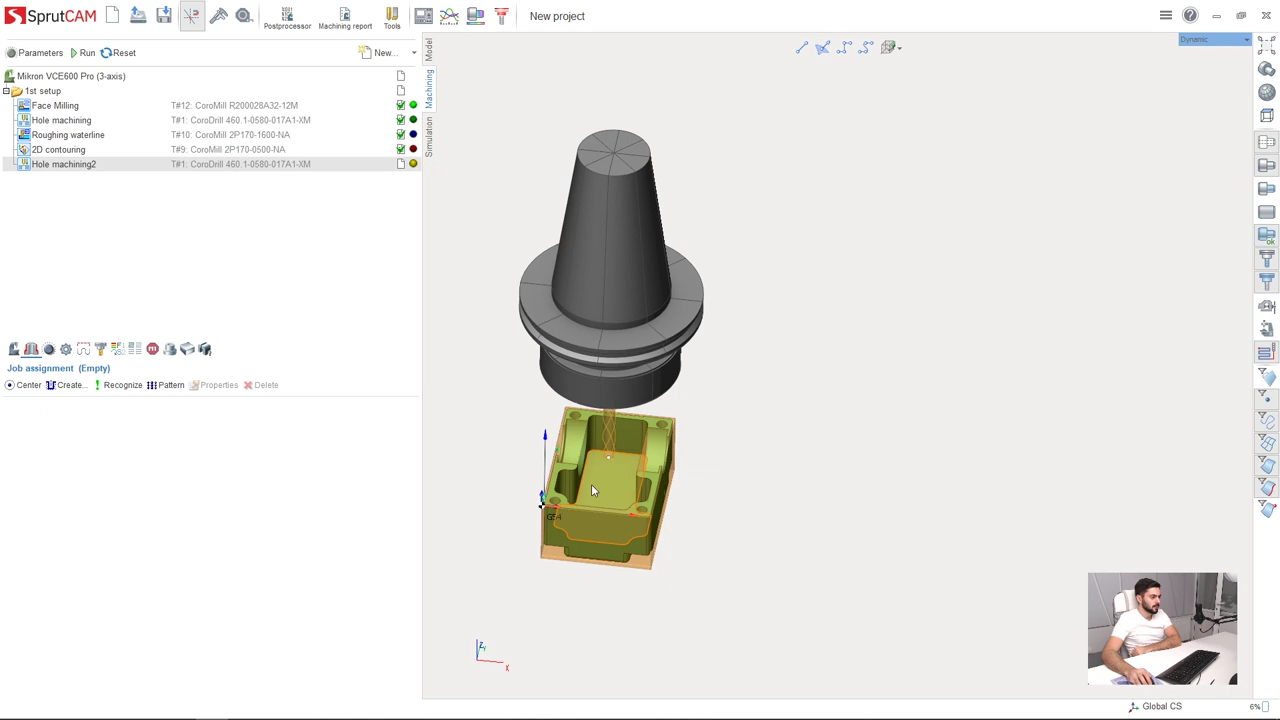 SprutCAM
Postprocessor
Machining report
Tools
New project
Dynamic
Parameters
Run
Reset
New...
Mikron VCE600 Pro (3-axis)
1st setup
Face Milling T#12: CoroMill R200028A32-12M
Hole machining T#1: CoroDrill 460.1-0580-017A1-XM
Roughing waterline T#10: CoroMill 2P170-1600-NA
2D contouring T#9: CoroMill 2P170-0500-NA
Hole machining2 T#1: CoroDrill 460.1-0580-017A1-XM
Model
Machining
Simulation
Job assignment (Empty)
Center
Create...
Recognize
Pattern
Properties
Delete
G54
Z
Y
X
Global CS
6%